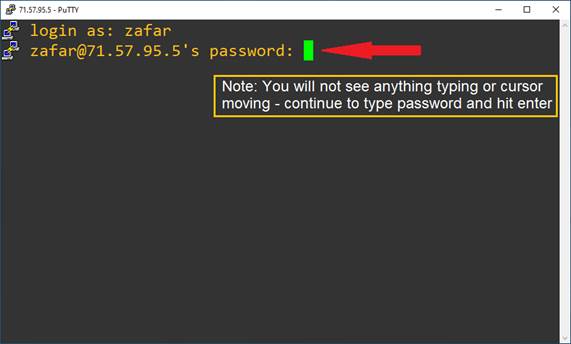 71.57.95.5 - PuTTY
login as: zafar
zafar@71.57.95.5's password:
Note: You will not see anything typing or cursor
moving - continue to type password and hit enter